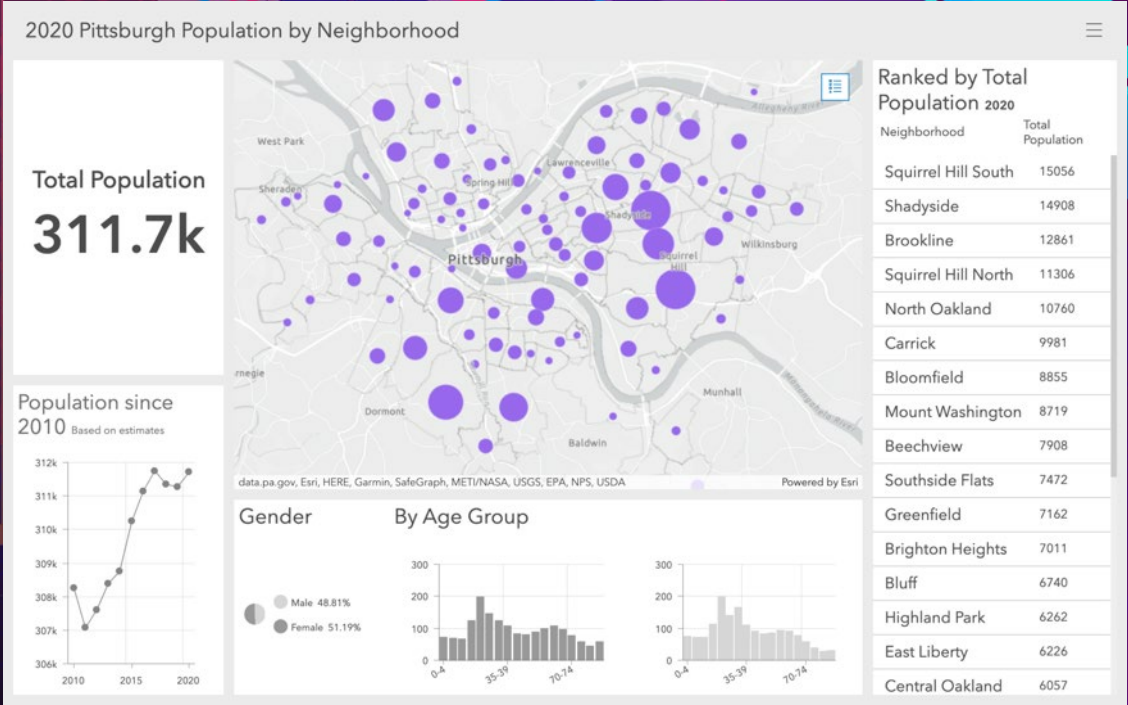 2020 Pittsburgh Population by Neighborhood
Total Population
311.7k
Population since
2010 Based on estimates
312k
311k
310k
309k
308k
307k
306k
2010
2015
2020
West Park
Sheraden
Spring Hill
Lawrenceville
Allegheny River
Shadyside
Wilkinsburg
Squirrel
Hill
Pittsburgh
rnegie
Dormont
Munhall
Baldwin
Monongahela River
data.pa.gov, Esri, HERE, Garmin, SafeGraph, METI/NASA, USGS, EPA, NPS, USDA
Powered by Esri
Gender
Male 48.81%
Female 51.19%
By Age Group
300
200
100
0
0-4
35-39
70-74
300
200
100
0
0-4
35-39
70-74
Ranked by Total
Population 2020
Neighborhood
Total
Population
Squirrel Hill South 15056
Shadyside 14908
Brookline 12861
Squirrel Hill North 11306
North Oakland 10760
Carrick 9981
Bloomfield 8855
Mount Washington 8719
Beechview 7908
Southside Flats 7472
Greenfield 7162
Brighton Heights 7011
Bluff 6740
Highland Park 6262
East Liberty 6226
Central Oakland 6057